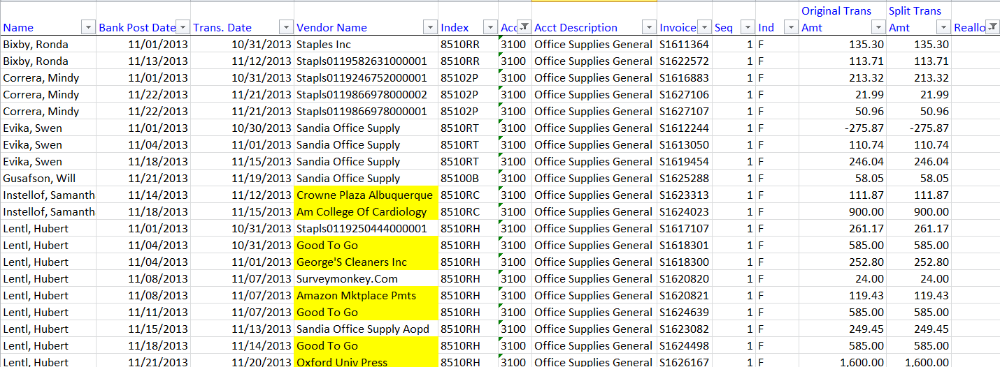 Original Trans Split Trans
Name Bank Post Date Trans. Date Vendor Name Index Acc Acct Description Invoice Seq Ind Amt Amt Reallo
Bixby, Ronda 11/01/2013 10/31/2013 Staples Inc 8510RR 3100 Office Supplies General S1611364 1 F 135.30 135.30
Bixby, Ronda 11/13/2013 11/12/2013 Stapls0119582631000001 8510RR 3100 Office Supplies General S1622572 1 F 113.71 113.71
Correra, Mindy 11/01/2013 10/31/2013 Stapls0119246752000001 85102P 3100 Office Supplies General S1616883 1 F 213.32 213.32
Correra, Mindy 11/22/2013 11/21/2013 Stapls0119866978000002 85102P 3100 Office Supplies General S1627106 1 F 21.99 21.99
Correra, Mindy 11/22/2013 11/21/2013 Stapls0119866978000001 85102P 3100 Office Supplies General S1627107 1 F 50.96 50.96
Evika, Swen 11/01/2013 10/30/2013 Sandia Office Supply 8510RT 3100 Office Supplies General S1612244 1 F -275.87 -275.87
Evika, Swen 11/04/2013 11/01/2013 Sandia Office Supply 8510RT 3100 Office Supplies General S1613050 1 F 110.74 110.74
Evika, Swen 11/18/2013 11/15/2013 Sandia Office Supply 8510RT 3100 Office Supplies General S1619454 1 F 246.04 246.04
Gusafson, Will 11/21/2013 11/19/2013 Sandia Office Supply 85100B 3100 Office Supplies General S1625288 1 F 58.05 58.05
Instellof, Samanth 11/14/2013 11/12/2013 Crowne Plaza Albuquerque 8510RC 3100 Office Supplies General S1623313 1 F 111.87 111.87
Instellof, Samanth 11/18/2013 11/15/2013 Am College Of Cardiology 8510RC 3100 Office Supplies General S1624023 1 F 900.00 900.00
Lentl, Hubert 11/01/2013 10/31/2013 Stapls0119250444000001 8510RH 3100 Office Supplies General S1617107 1 F 261.17 261.17
Lentl, Hubert 11/04/2013 10/31/2013 Good To Go 8510RH 3100 Office Supplies General S1618301 1 F 585.00 585.00
Lentl, Hubert 11/04/2013 11/01/2013 George'S Cleaners Inc 8510RH 3100 Office Supplies General S1618300 1 F 252.80 252.80
Lentl, Hubert 11/08/2013 11/07/2013 Surveymonkey.Com 8510RH 3100 Office Supplies General S1620820 1 F 24.00 24.00
Lentl, Hubert 11/08/2013 11/07/2013 Amazon Mktplace Pmts 8510RH 3100 Office Supplies General S1620821 1 F 119.43 119.43
Lentl, Hubert 11/11/2013 11/07/2013 Good To Go 8510RH 3100 Office Supplies General S1624639 1 F 585.00 585.00
Lentl, Hubert 11/15/2013 11/13/2013 Sandia Office Supply Aopd 8510RH 3100 Office Supplies General S1623082 1 F 249.45 249.45
Lentl, Hubert 11/18/2013 11/14/2013 Good To Go 8510RH 3100 Office Supplies General S1624498 1 F 585.00 585.00
Lentl, Hubert 11/21/2013 11/20/2013 Oxford Univ Press 8510RH 3100 Office Supplies General S1626167 1 F 1,600.00 1,600.00